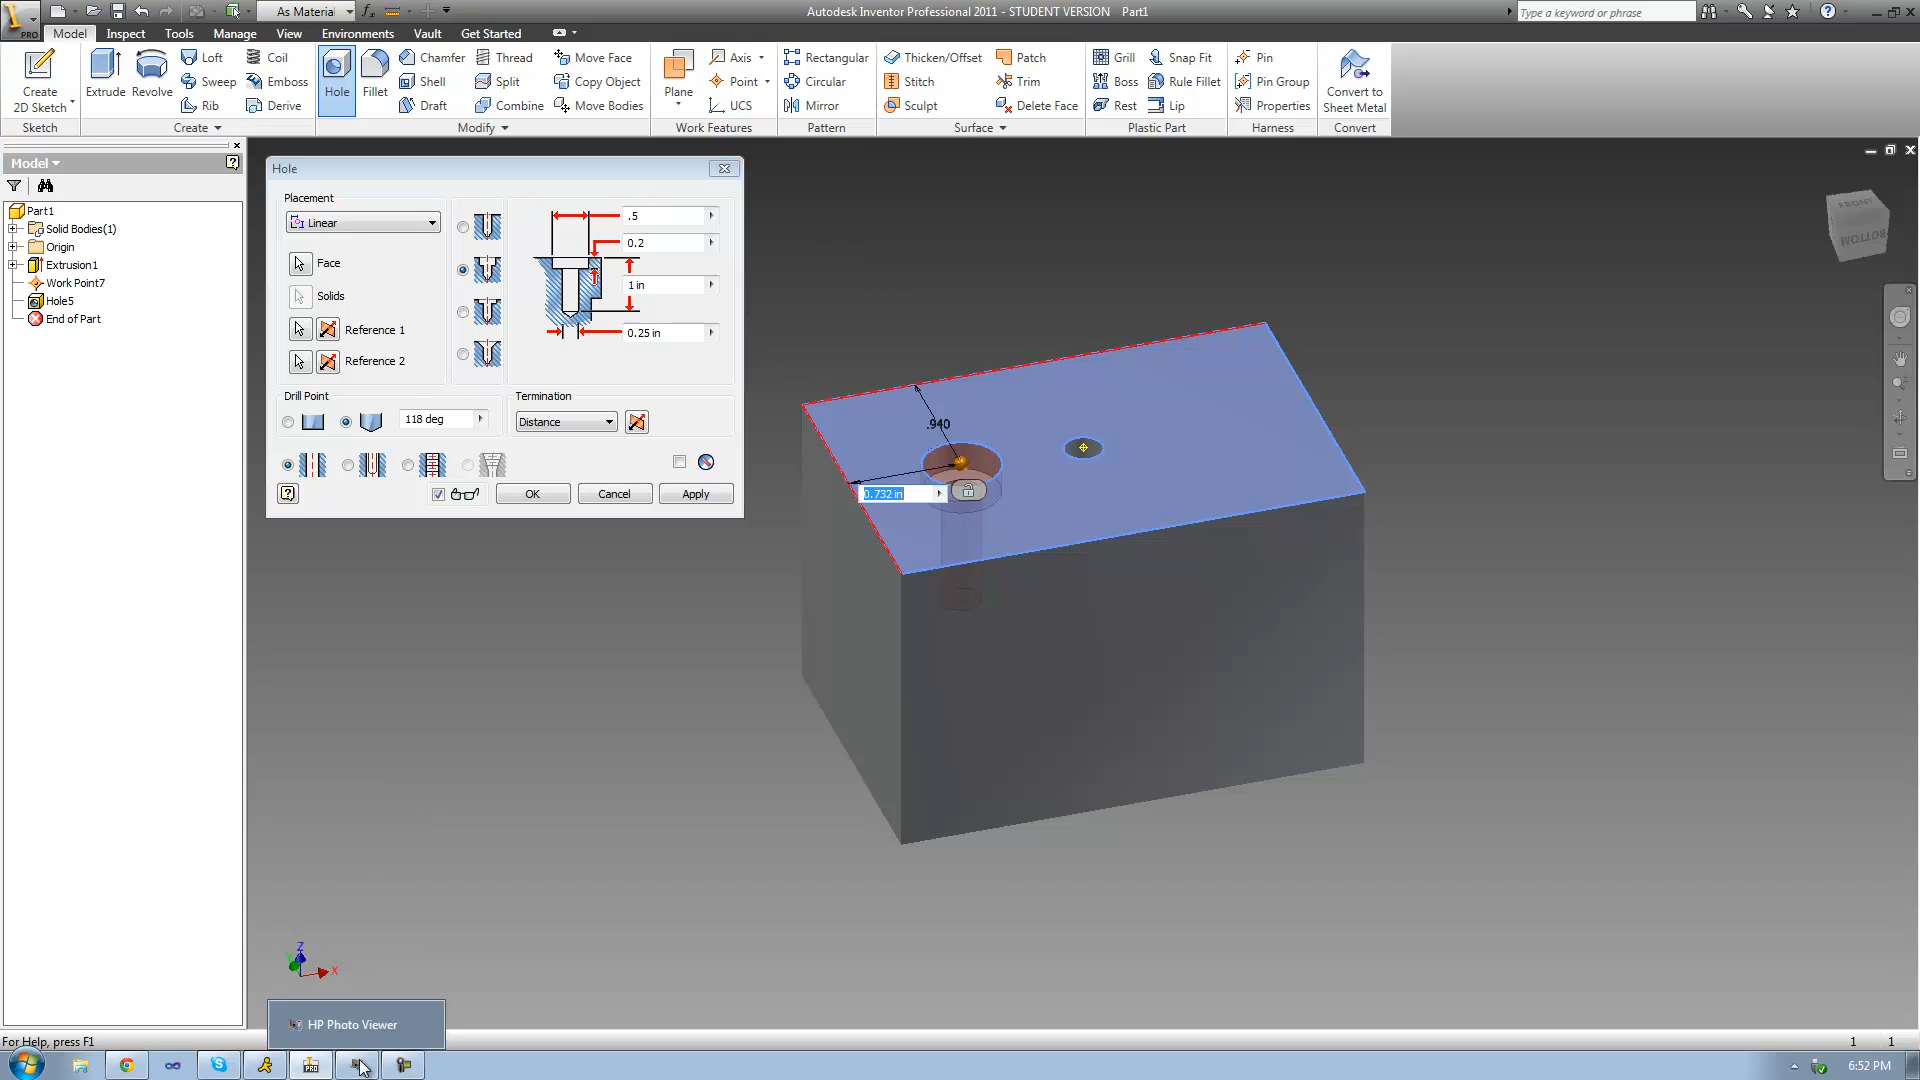 As Material
Autodesk Inventor Professional 2011 - STUDENT VERSION Part1
Type a keyword or phrase
PRO
Model
Inspect
Tools
Manage
View
Environments
Vault
Get Started
Create
2D Sketch
Extrude
Revolve
Loft
Sweep
Rib
Coil
Emboss
Derive
Hole
Fillet
Chamfer
Shell
Draft
Thread
Split
Combine
Move Face
Copy Object
Move Bodies
Plane
Axis
Point
UCS
Rectangular
Circular
Mirror
Thicken/Offset
Stitch
Sculpt
Patch
Trim
Delete Face
Grill
Boss
Rest
Snap Fit
Rule Fillet
Lip
Pin
Pin Group
Properties
Convert to
Sheet Metal
Sketch
Create
Modify
Work Features
Pattern
Surface
Plastic Part
Harness
Convert
Model
Part1
Solid Bodies(1)
Origin
Extrusion1
Work Point7
Hole5
End of Part
Hole
Placement
Linear
Face
Solids
Reference 1
Reference 2
.5
0.2
1 in
0.25 in
Drill Point
118 deg
Termination
Distance
OK
Cancel
Apply
.940
0.732 in
FRONT
BOTTOM
Z
X
HP Photo Viewer
For Help, press F1
1
1
PRO
6:52 PM